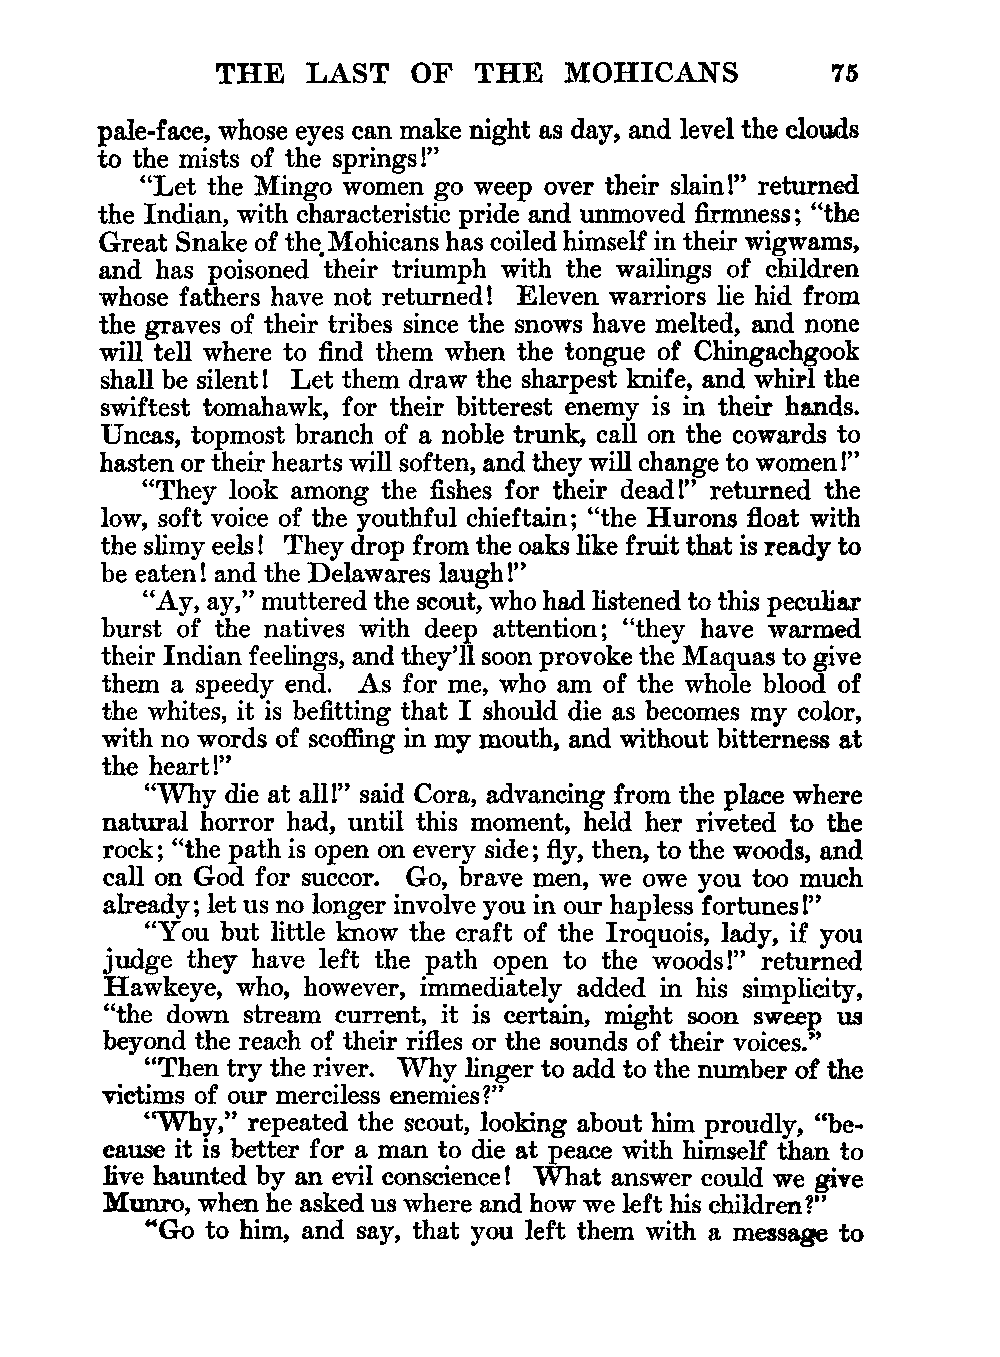 THE LAST OF THE MOHICANS 75
pale-face, whose eyes can make night as day, and level the clouds
to the mists of the springs!”
“Let the Mingo women go weep over their slain!” returned
the Indian, with characteristic pride and unmoved firmness; “the
Great Snake of the Mohicans has coiled himself in their wigwams,
and has poisoned their triumph with the wailings of children
whose fathers have not returned! Eleven warriors lie hid from
the graves of their tribes since the snows have melted, and none
will tell where to find them when the tongue of Chingachgook
shall be silent! Let them draw the sharpest knife, and whirl the
swiftest tomahawk, for their bitterest enemy is in their hands.
Uncas, topmost branch of a noble trunk, call on the cowards to
hasten or their hearts will soften, and they will change to women!”
“They look among the fishes for their dead!” returned the
low, soft voice of the youthful chieftain; “the Hurons float with
the slimy eels! They drop from the oaks like fruit that is ready to
be eaten! and the Delawares laugh!”
“Ay, ay,” muttered the scout, who had listened to this peculiar
burst of the natives with deep attention; “they have warmed
their Indian feelings, and they’ll soon provoke the Maquas to give
them a speedy end. As for me, who am of the whole blood of
the whites, it is befitting that I should die as becomes my color,
with no words of scoffing in my mouth, and without bitterness at
the heart!”
“Why die at all!” said Cora, advancing from the place where
natural horror had, until this moment, held her riveted to the
rock; “the path is open on every side; fly, then, to the woods, and
call on God for succor. Go, brave men, we owe you too much
already; let us no longer involve you in our hapless fortunes!”
“You but little know the craft of the Iroquois, lady, if you
judge they have left the path open to the woods!” returned
Hawkeye, who, however, immediately added in his simplicity,
“the down stream current, it is certain, might soon sweep us
beyond the reach of their rifles or the sounds of their voices.”
“Then try the river. Why linger to add to the number of the
victims of our merciless enemies?”
“Why,” repeated the scout, looking about him proudly, “be-
cause it is better for a man to die at peace with himself than to
live haunted by an evil conscience! What answer could we give
Munro, when he asked us where and how we left his children?”
“Go to him, and say, that you left them with a message to